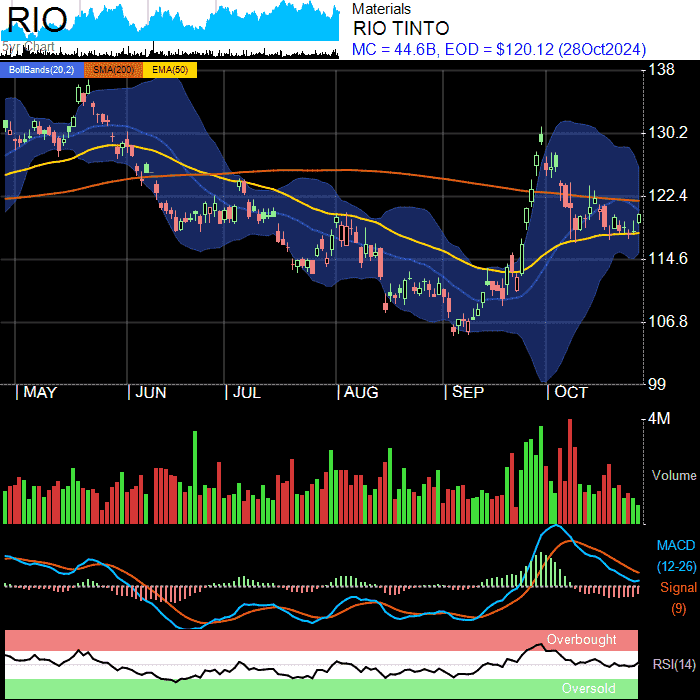 RIO
Materials
RIO TINTO
MC = 44.6B, EOD = $120.12 (28Oct2024)
BollBands(20,2) SMA(200) EMA(50)
138
130.2
122.4
114.6
106.8
99
MAY JUN JUL AUG SEP OCT
4M
Volume
MACD
(12-26)
Signal
(9)
Overbought
RSI(14)
Oversold